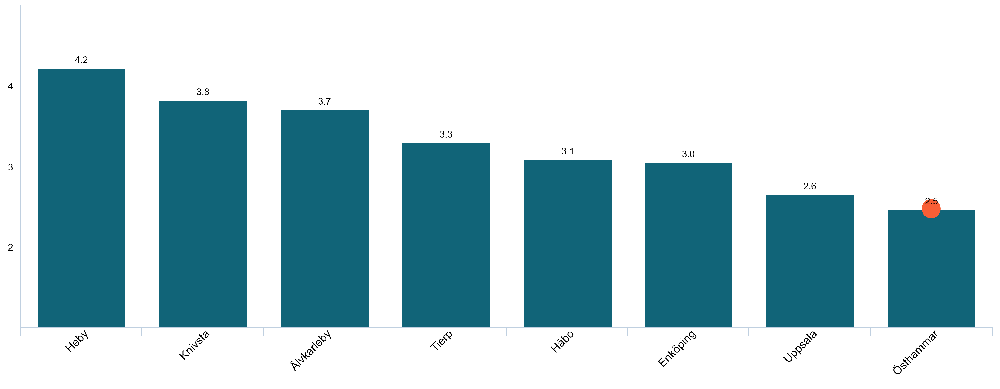 4.2
3.8
3.7
3.3
3.1
3.0
2.6
2.5
4
3
2
Heby
Knivsta
Älvkarleby
Tierp
Håbo
Enköping
Uppsala
Östhammar